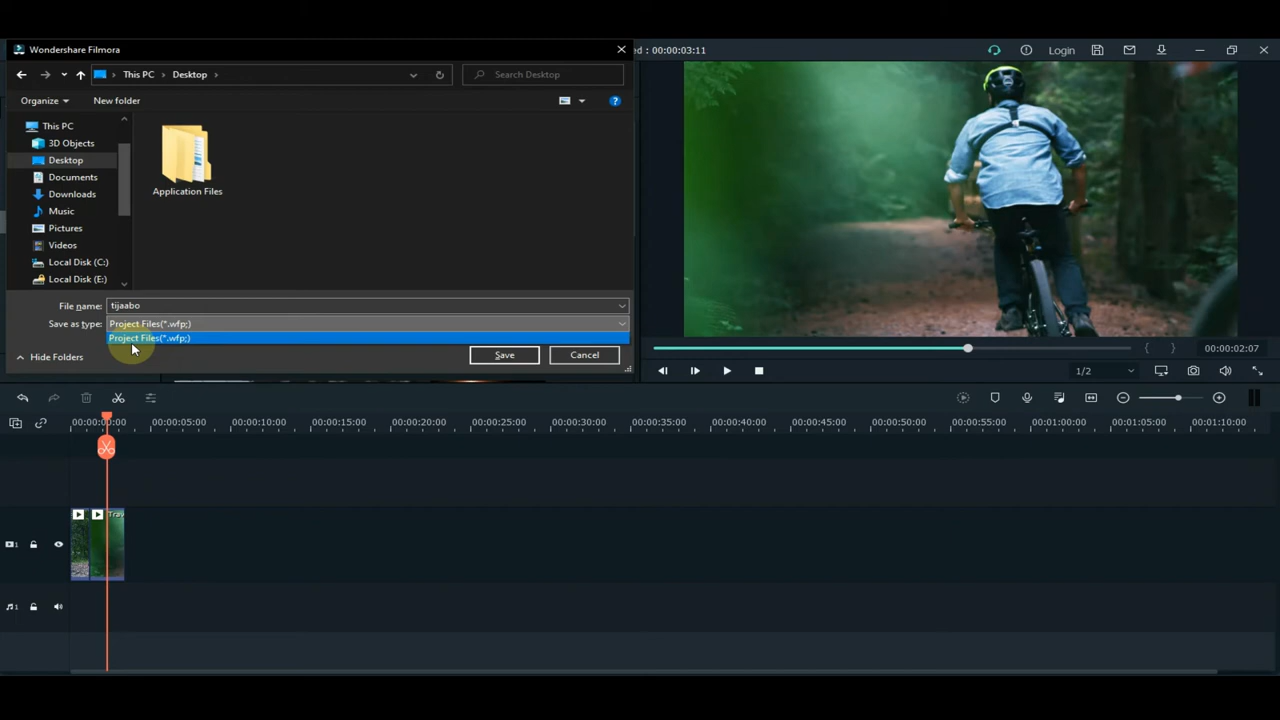 Wondershare Filmora
ed : 00:00:03:11
Login
This PC
Desktop
Search Desktop
Organize
New folder
This PC
3D Objects
Desktop
Documents
Downloads
Music
Pictures
Videos
Local Disk (C:)
Local Disk (E:)
Application Files
File name:
tijaabo
Save as type:
Project Files(*.wfp;)
Project Files(*.wfp;)
Hide Folders
Save
Cancel
00:00:02:07
1/2
00:00:00:00
00:00:05:00
00:00:10:00
00:00:15:00
00:00:20:00
00:00:25:00
00:00:30:00
00:00:35:00
00:00:40:00
00:00:45:00
00:00:50:00
00:00:55:00
00:01:00:00
00:01:05:00
00:01:10:00
Trav
1
1